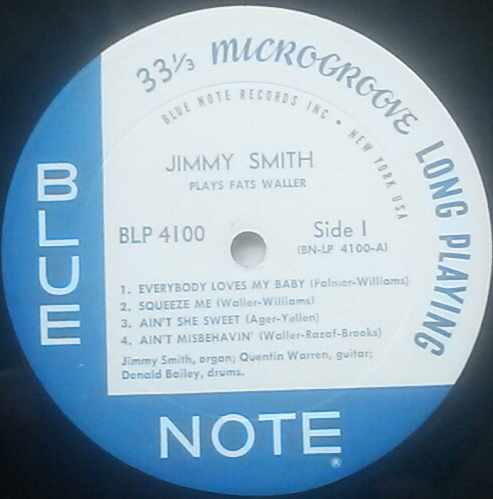 33⅓ MICROGROOVE LONG PLAYING
BLUE NOTE RECORDS INC • NEW YORK USA
JIMMY SMITH
PLAYS FATS WALLER
BLP 4100
Side 1
(BN-LP 4100-A)
1. EVERYBODY LOVES MY BABY (Palmer-Williams)
2. SQUEEZE ME (Waller-Williams)
3. AIN'T SHE SWEET (Ager-Yellen)
4. AIN'T MISBEHAVIN' (Waller-Razaf-Brooks)
Jimmy Smith, organ; Quentin Warren, guitar;
Donald Bailey, drums.
BLUE
NOTE®